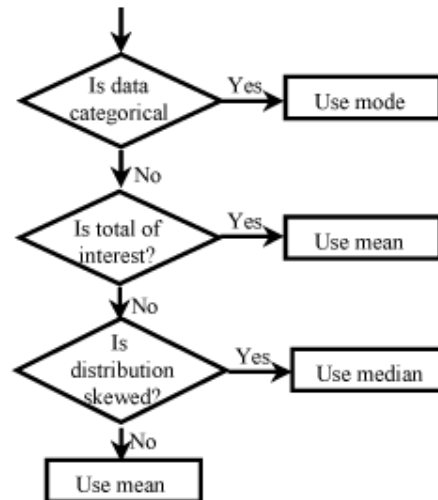 Is data
categorical
Yes
Use mode
No
Is total of
interest?
Yes
Use mean
No
Is
distribution
skewed?
Yes
Use median
No
Use mean